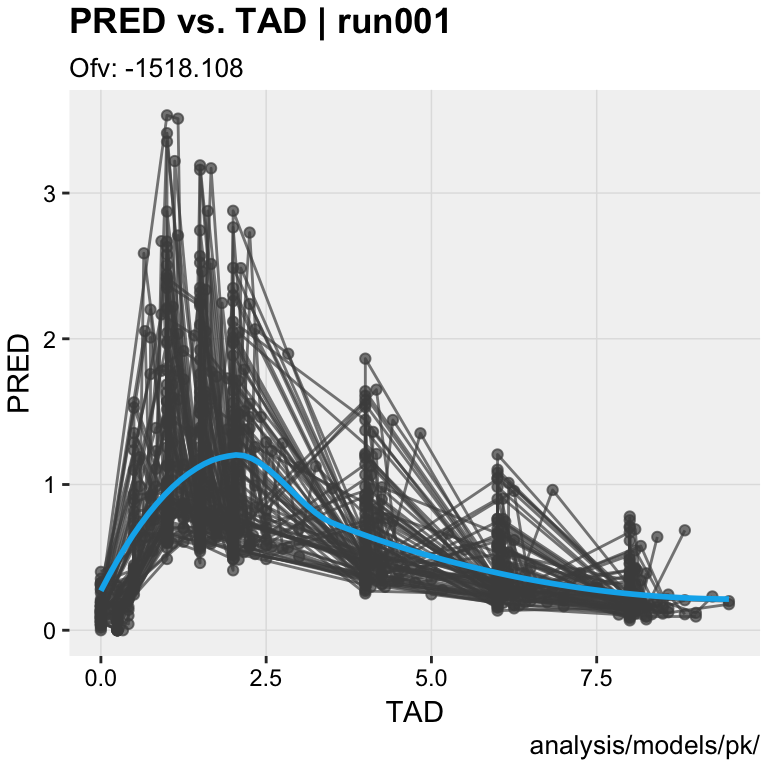 PRED vs. TAD | run001
Ofv: -1518.108
3
2
1
0
PRED
0.0 2.5 5.0 7.5
TAD
analysis/models/pk/